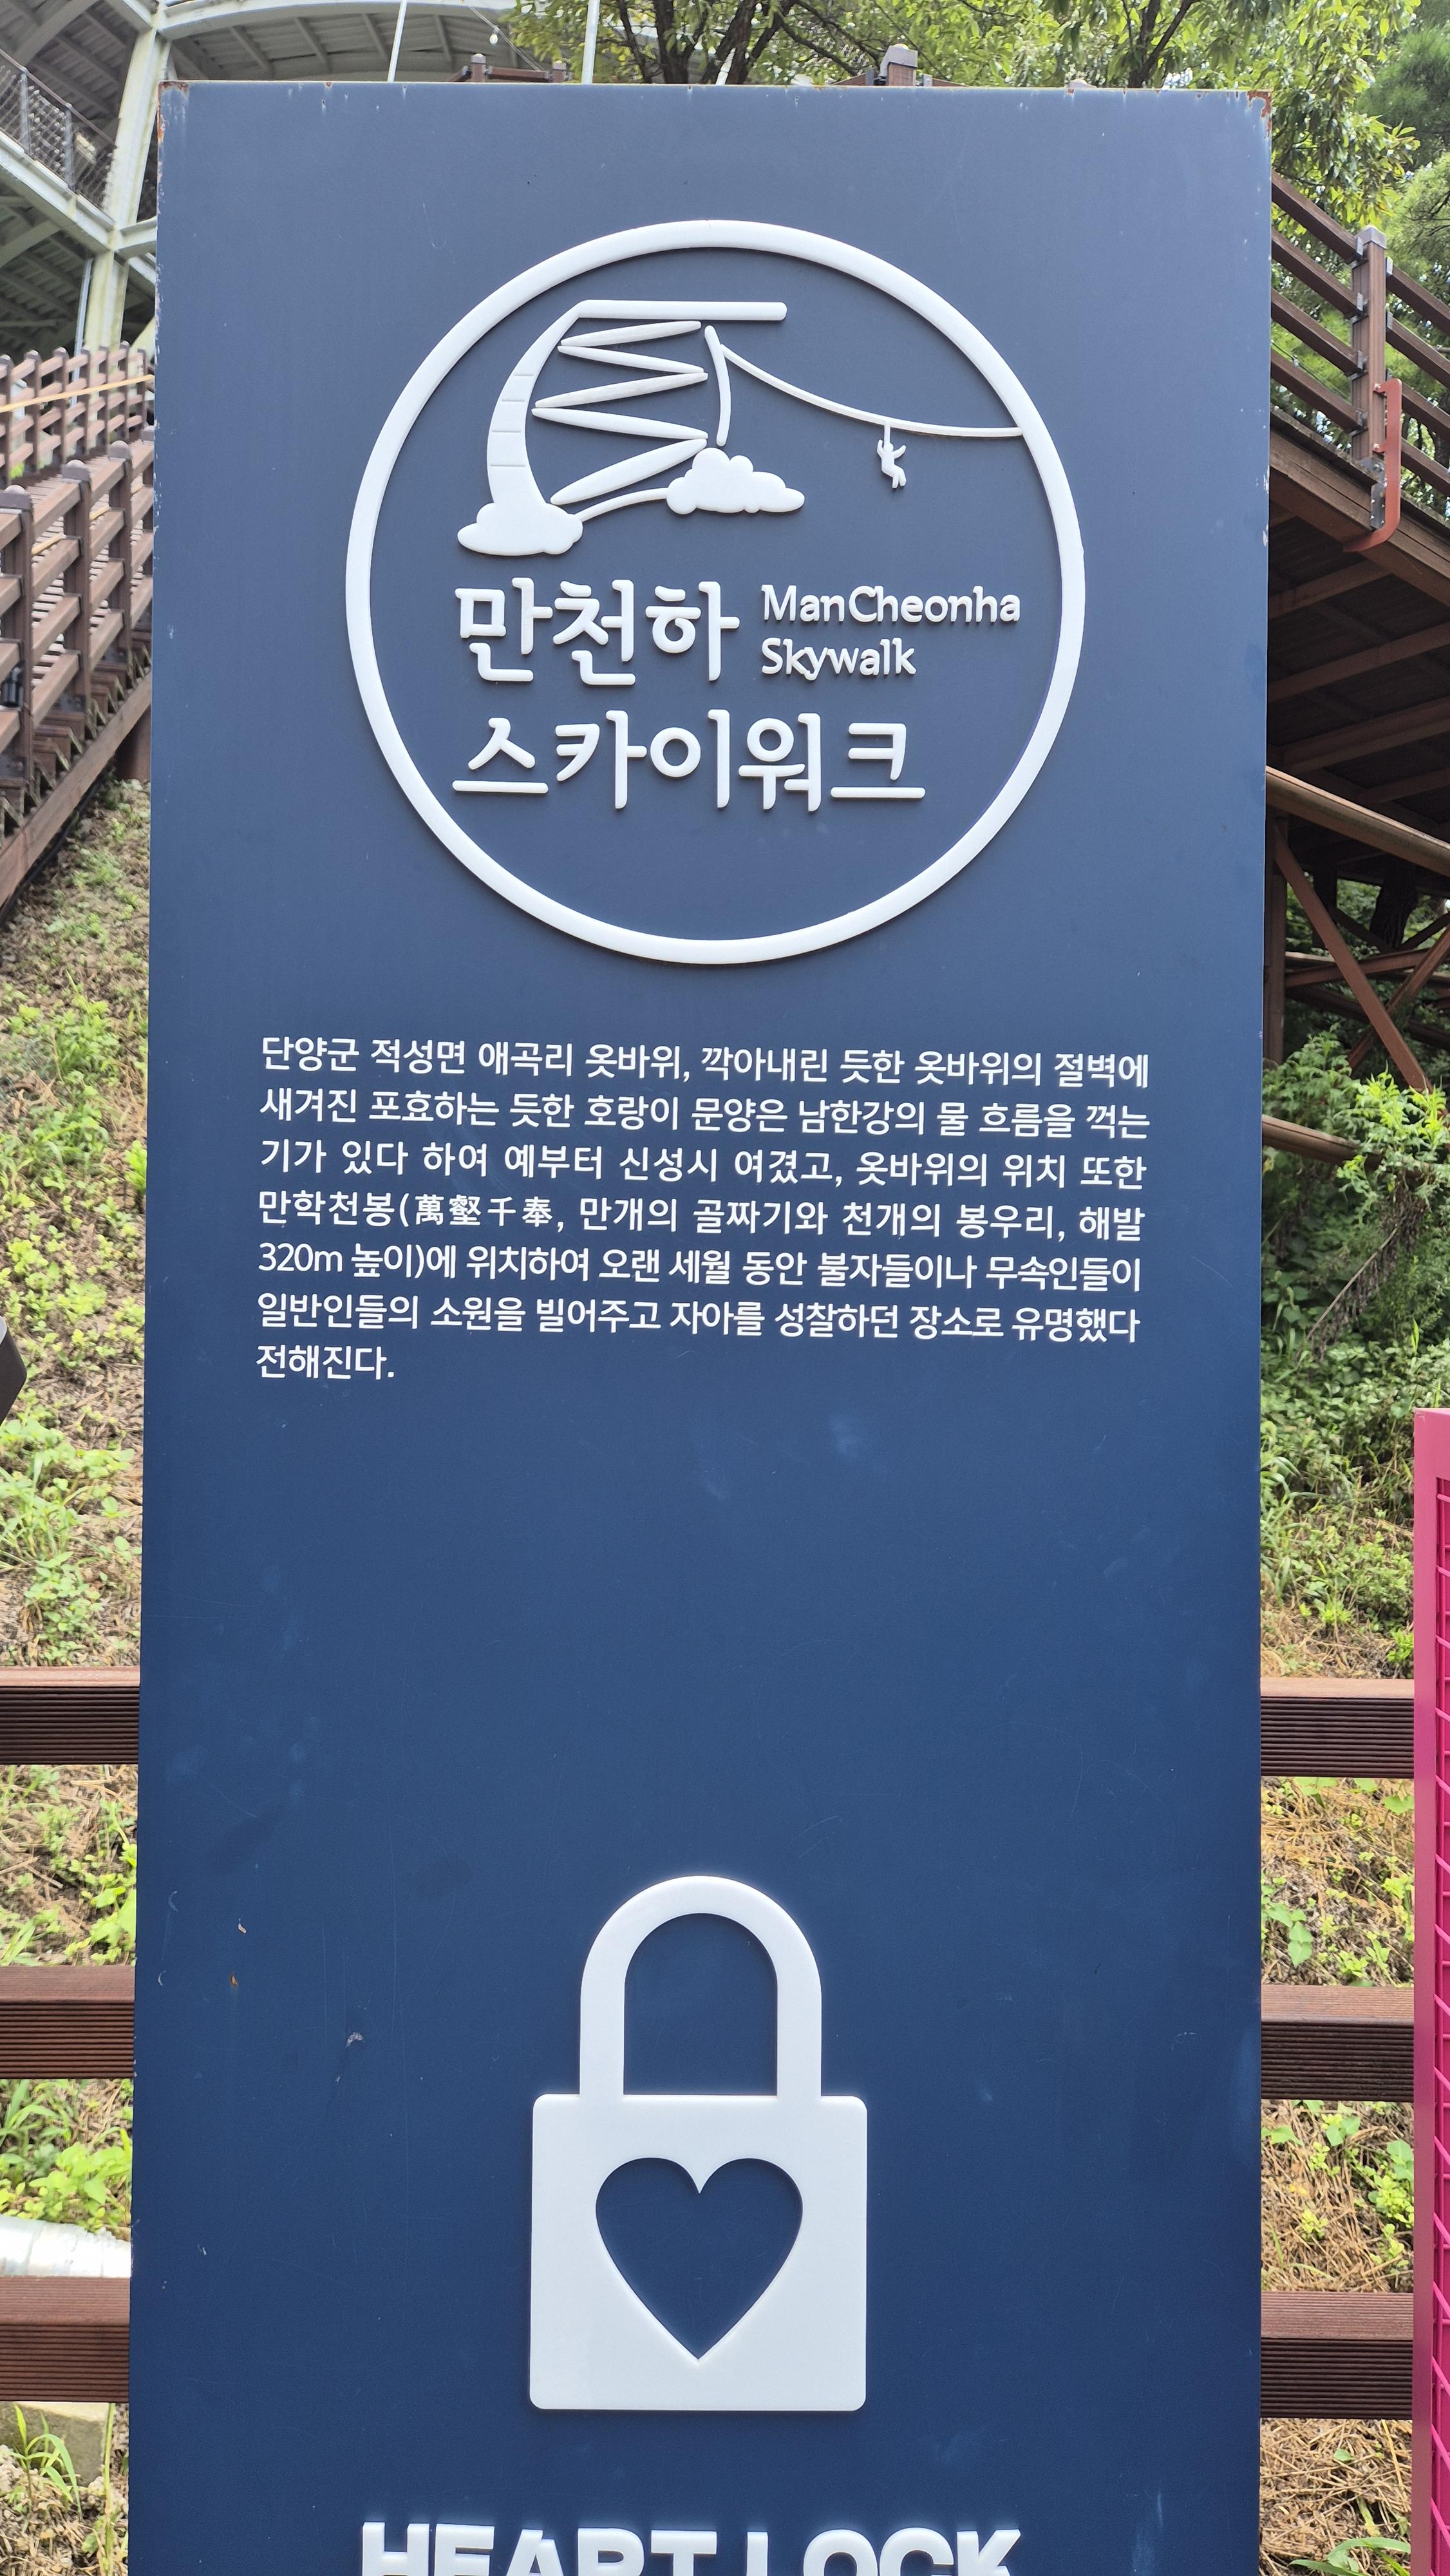 만천하 ManCheonha
Skywalk
스카이워크
단양군 적성면 애곡리 옷바위, 깍아내린 듯한 옷바위의 절벽에
새겨진 포효하는 듯한 호랑이 문양은 남한강의 물 흐름을 꺽는
기가 있다 하여 예부터 신성시 여겼고, 옷바위의 위치 또한
만학천봉(萬壑千奉, 만개의 골짜기와 천개의 봉우리, 해발
320m 높이)에 위치하여 오랜 세월 동안 불자들이나 무속인들이
일반인들의 소원을 빌어주고 자아를 성찰하던 장소로 유명했다
전해진다.
HEART LOCK